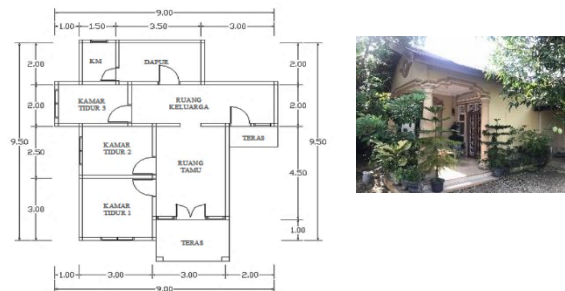 9.00
1.00 1.50 3.50 3.00
2.00 KM DAPUR 2.00
2.00 KAMAR TIDUR 3 RUANG KELUARGA 2.00
9.50 TERAS 9.50
2.50 KAMAR TIDUR 2 RUANG TAMU 4.50
3.00 KAMAR TIDUR 1
1.00
TERAS
1.00 3.00 3.00 2.00
9.00